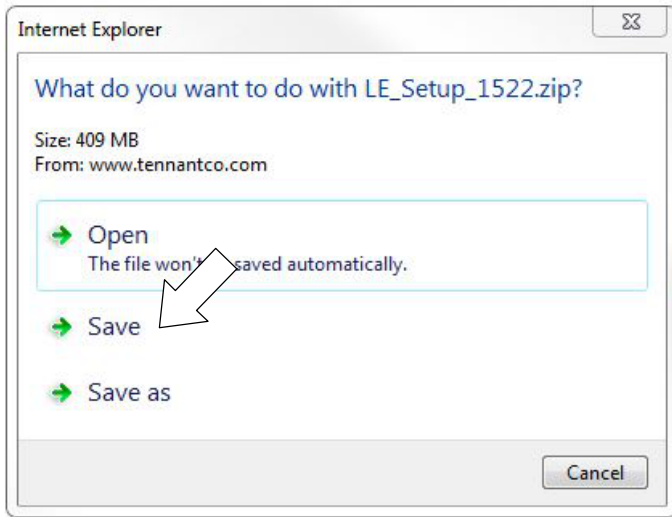 Internet Explorer
What do you want to do with LE_Setup_1522.zip?
Size: 409 MB
From: www.tennantco.com
Open
The file won't saved automatically.
Save
Save as
Cancel